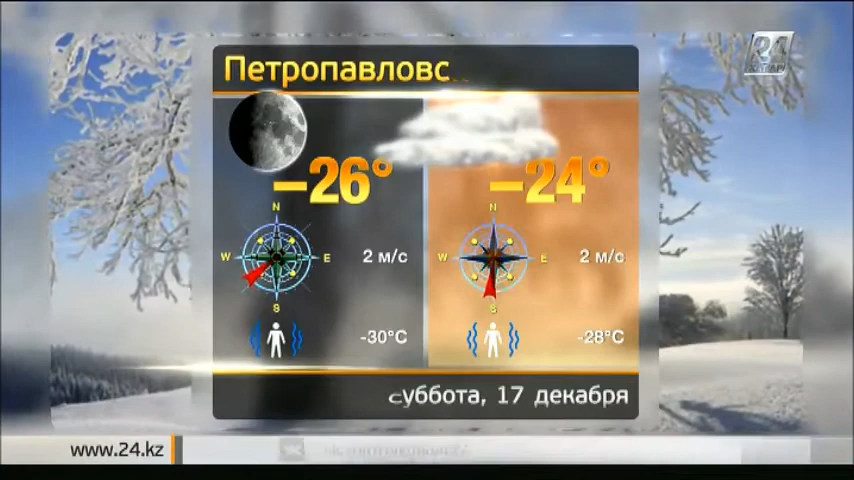 Петропавловс
24
–26°
–24°
N
W
E
S
2 м/с
N
W
E
S
2 м/с
-30°C
-28°C
суббота, 17 декабря
www.24.kz